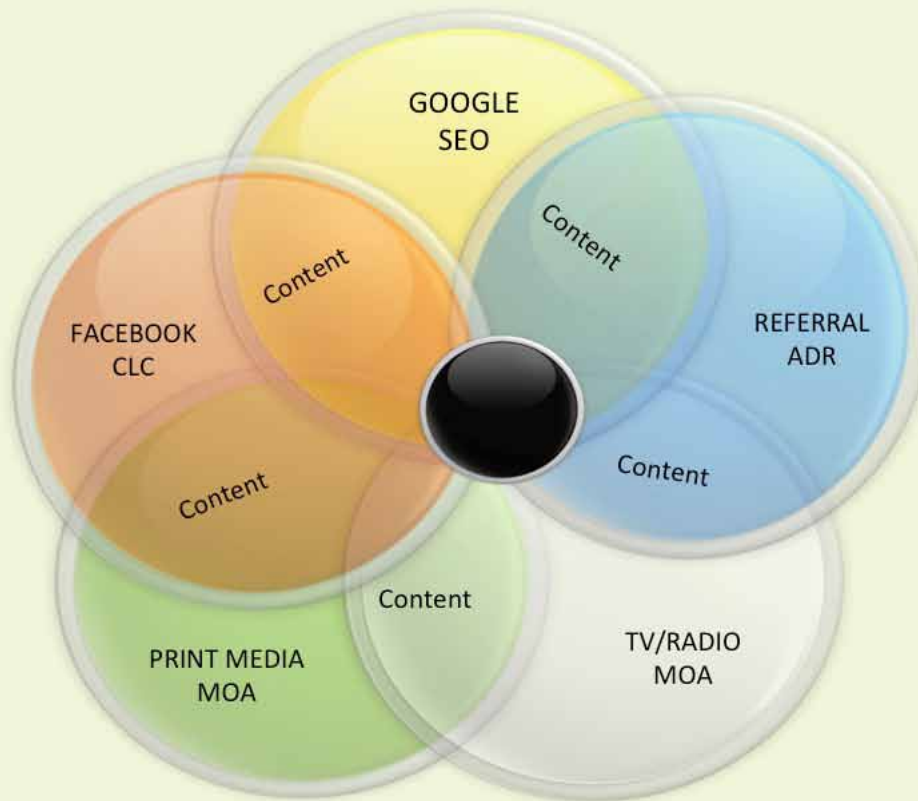 GOOGLE
SEO
Content
Content
FACEBOOK
CLC
REFERRAL
ADR
Content
Content
Content
PRINT MEDIA
MOA
TV/RADIO
MOA